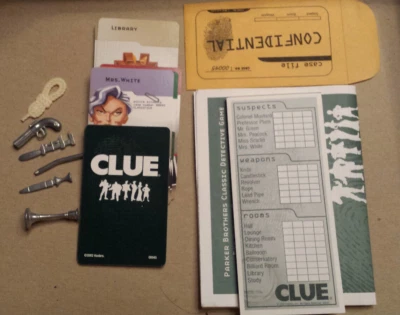 LIBRARY
MRS. WHITE
CLUE
CONFIDENTIAL
case file
PARKER BROTHERS CLASSIC DETECTIVE GAME
suspects
Colonel Mustard
Professor Plum
Mr. Green
Mrs. Peacock
Miss Scarlet
Mrs. White
weapons
Knife
Candlestick
Revolver
Rope
Lead Pipe
Wrench
rooms
Hall
Lounge
Dining Room
Kitchen
Ballroom
Conservatory
Billiard Room
Library
Study
CLUE